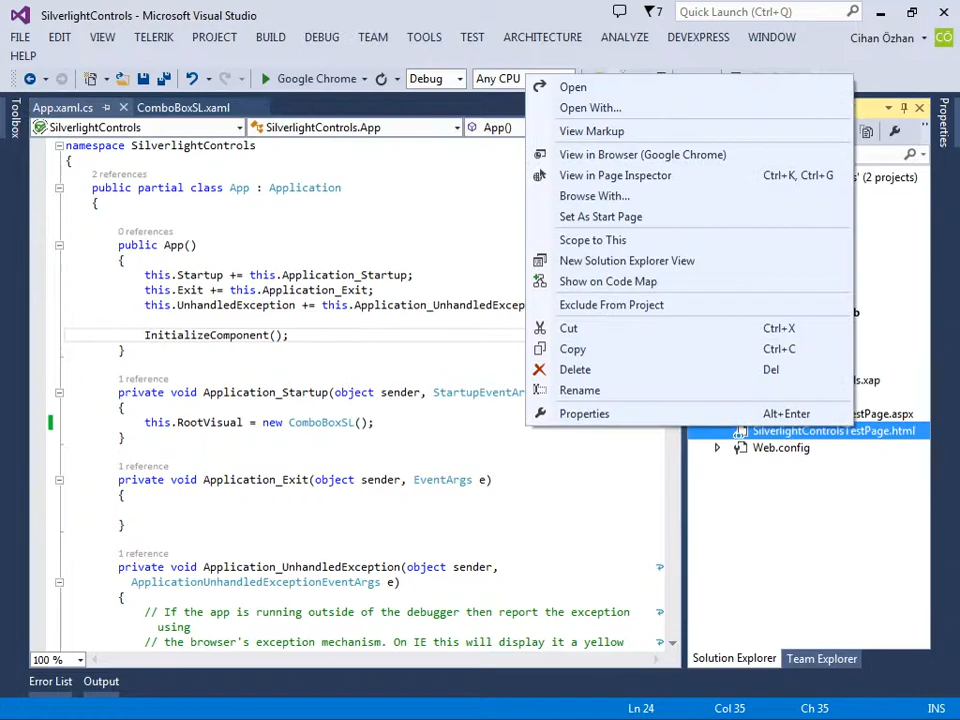 SilverlightControls - Microsoft Visual Studio
7
Quick Launch (Ctrl+Q)
FILE EDIT VIEW TELERIK PROJECT BUILD DEBUG TEAM TOOLS TEST ARCHITECTURE ANALYZE DEVEXPRESS WINDOW
Cihan Özhan CÖ
HELP
Google Chrome Debug Any CPU
Toolbox
App.xaml.cs ComboBoxSL.xaml
SilverlightControls SilverlightControls.App App()
namespace SilverlightControls
{
2 references
public partial class App : Application
{
0 references
public App()
{
this.Startup += this.Application_Startup;
this.Exit += this.Application_Exit;
this.UnhandledException += this.Application_UnhandledExcep
InitializeComponent();
}
1 reference
private void Application_Startup(object sender, StartupEventAr
{
this.RootVisual = new ComboBoxSL();
}
1 reference
private void Application_Exit(object sender, EventArgs e)
{
}
1 reference
private void Application_UnhandledException(object sender,
ApplicationUnhandledExceptionEventArgs e)
{
// If the app is running outside of the debugger then report the exception
using
// the browser's exception mechanism. On IE this will display it a yellow
100 %
Open
Open With...
View Markup
View in Browser (Google Chrome)
View in Page Inspector Ctrl+K, Ctrl+G
Browse With...
Set As Start Page
Scope to This
New Solution Explorer View
Show on Code Map
Exclude From Project
Cut Ctrl+X
Copy Ctrl+C
Delete Del
Rename
Properties Alt+Enter
s' (2 projects)
b
ls.xap
stPage.aspx
SilverlightControlsTestPage.html
Web.config
Properties
Solution Explorer Team Explorer
Error List Output
Ln 24 Col 35 Ch 35 INS